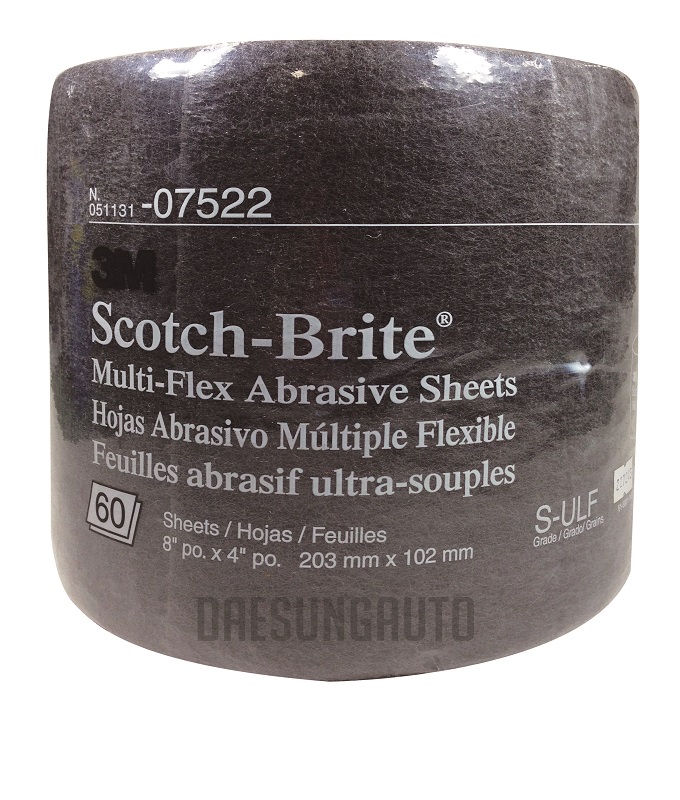 N.
051131 -07522
3M
Scotch-Brite®
Multi-Flex Abrasive Sheets
Hojas Abrasivo Múltiple Flexible
Feuilles abrasif ultra-souples
60
Sheets / Hojas / Feuilles
8" po. x 4" po. 203 mm x 102 mm
S-ULF
Grade / Grado / Grains
DAESUNGAUTO